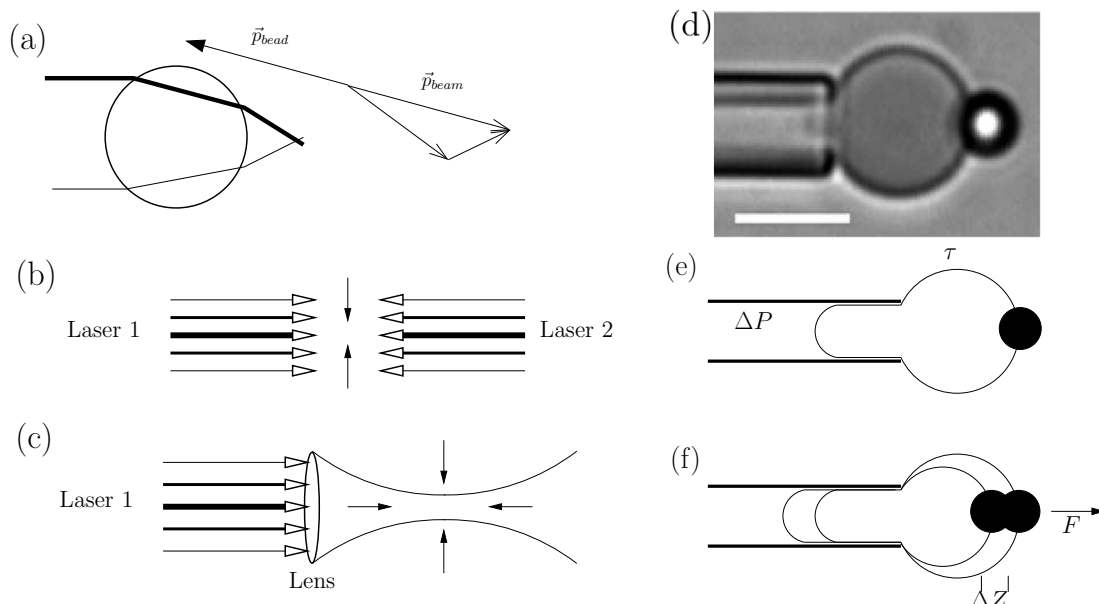 (a)
p⃗bead
p⃗beam
(b)
Laser 1
Laser 2
(c)
Laser 1
Lens
(d)
(e)
τ
ΔP
(f)
F
ΔZ